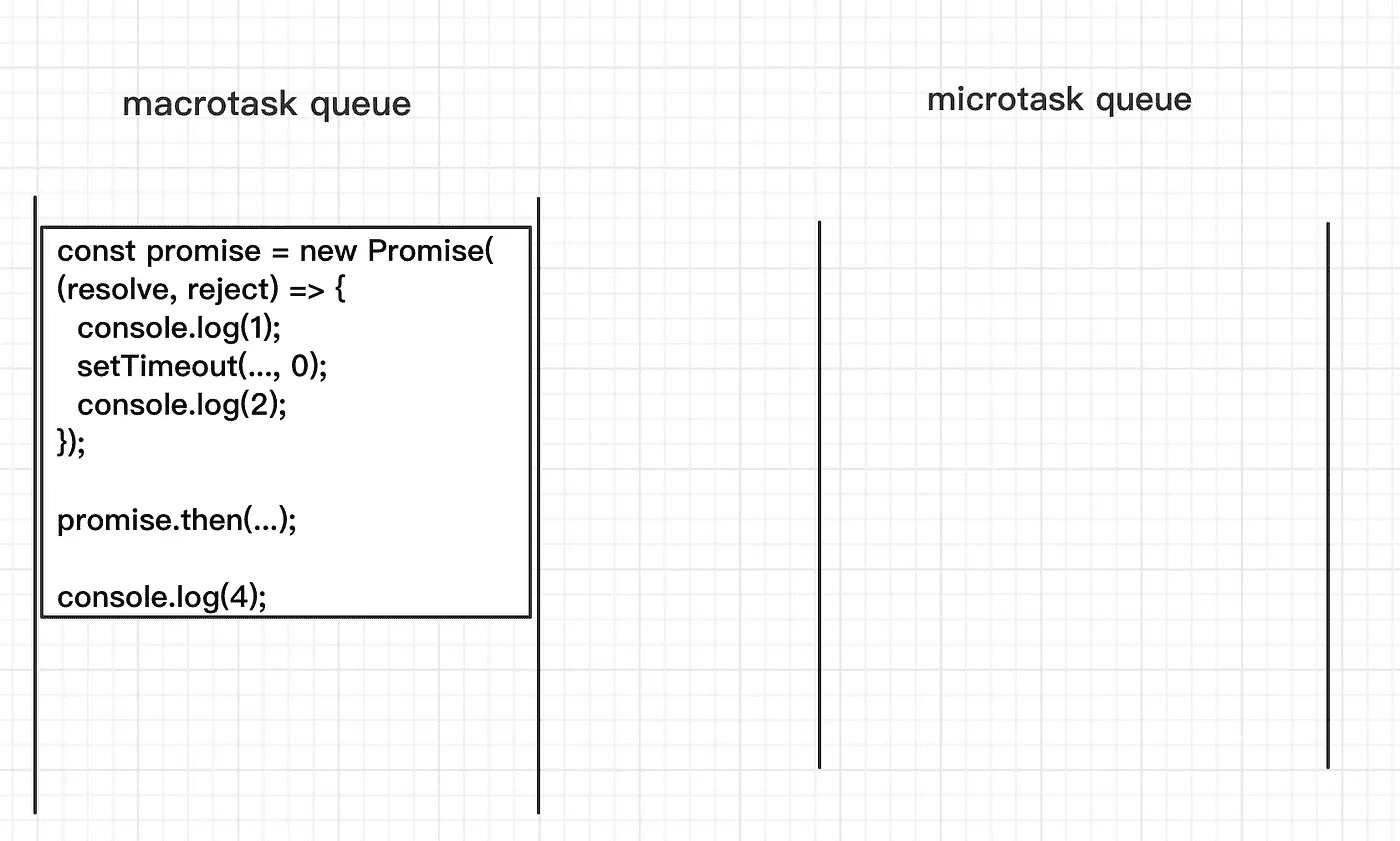 macrotask queue
microtask queue
const promise = new Promise(
(resolve, reject) => {
console.log(1);
setTimeout(..., 0);
console.log(2);
});
promise.then(...);
console.log(4);